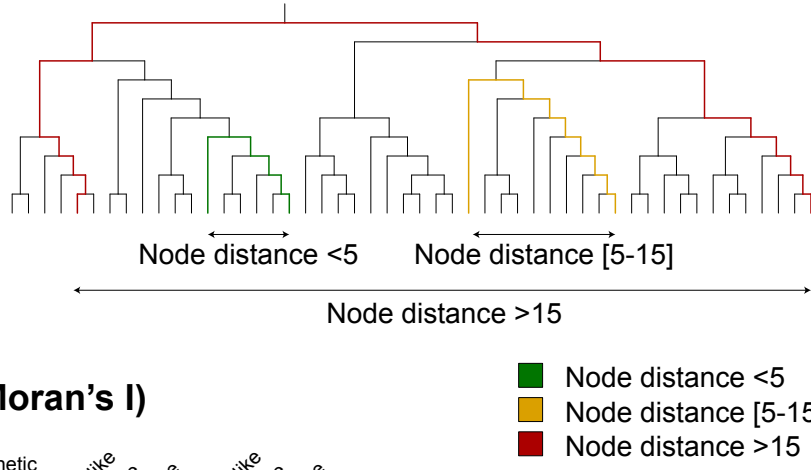 Node distance <5
Node distance [5-15]
Node distance >15
Node distance <5
Moran's I)
Node distance [5-15
Node distance >15